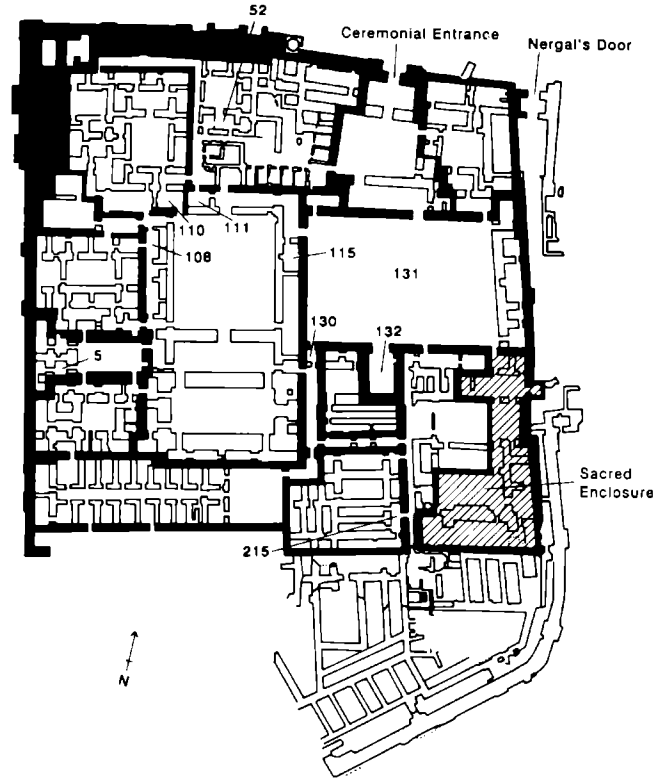 52
Ceremonial Entrance
Nergal's Door
110
111
108
115
131
130
132
5
Sacred
Enclosure
215
N